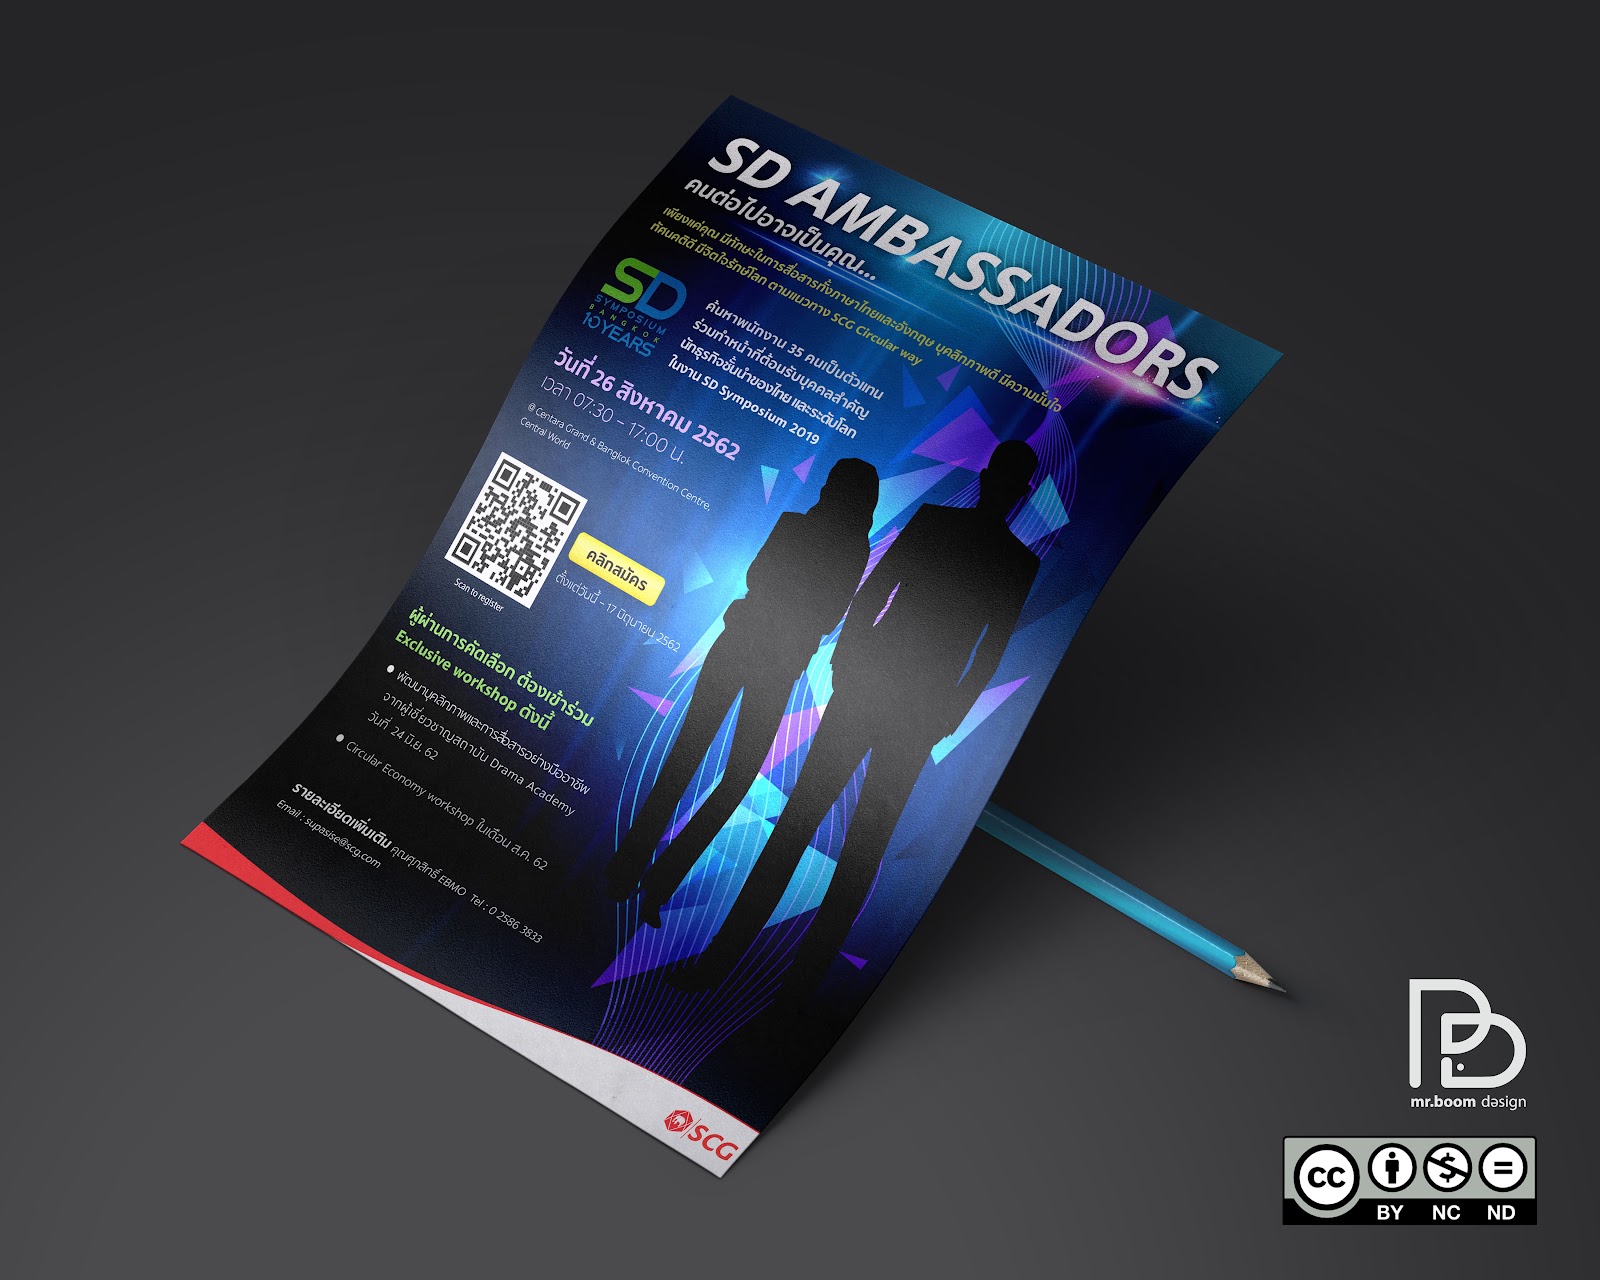 SD AMBASSADORS
คนต่อไปอาจเป็นคุณ...
เพียงแค่คุณ มีทักษะในการสื่อสารทั้งภาษาไทยและอังกฤษ บุคลิกภาพดี มีความมั่นใจ
ทัศนคติดี มีจิตใจรักษ์โลก ตามแนวทาง SCG Circular way
SD
SYMPOSIUM
BANGKOK
10YEARS
ค้นหาพนักงาน 35 คนเป็นตัวแทน
ร่วมทำหน้าที่ต้อนรับบุคคลสำคัญ
นักธุรกิจชั้นนำของไทย และระดับโลก
ในงาน SD Symposium 2019
วันที่ 26 สิงหาคม 2562
เวลา 07:30 – 17:00 น.
@ Centara Grand & Bangkok Convention Centre,
Central World
Scan to register
คลิกสมัคร
ตั้งแต่วันนี้ – 17 มิถุนายน 2562
ผู้ผ่านการคัดเลือก ต้องเข้าร่วม
Exclusive workshop ดังนี้
● พัฒนาบุคลิกภาพและการสื่อสารอย่างมืออาชีพ
จากผู้เชี่ยวชาญสถาบัน Drama Academy
วันที่ 24 มิ.ย. 62
● Circular Economy workshop ในเดือน ส.ค. 62
รายละเอียดเพิ่มเติม คุณศุภสิทธิ์ EBMO Tel : 0 2586 3833
Email : supasise@scg.com
SCG
mr.boom dəsign
cc
BY NC ND